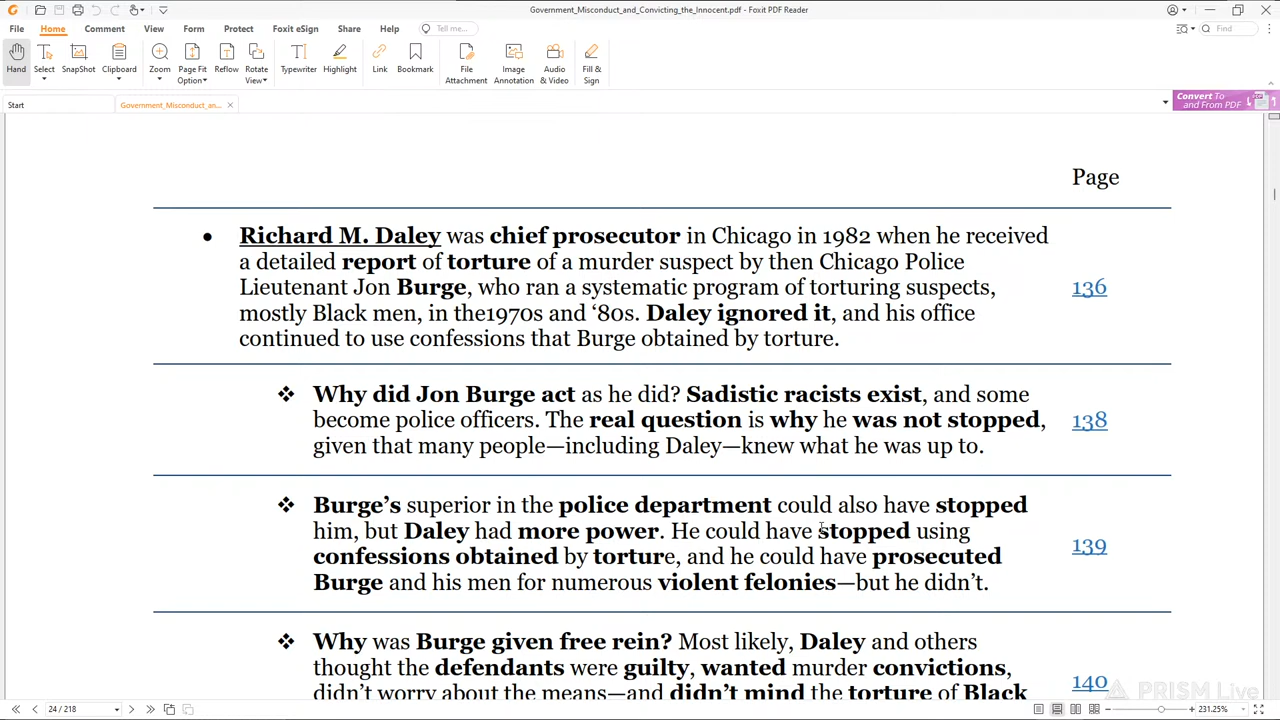 Government_Misconduct_and_Convicting_the_Innocent.pdf - Foxit PDF Reader
File Home Comment View Form Protect Foxit eSign Share Help Tell me... Find
Hand Select SnapShot Clipboard Zoom Page Fit Option Reflow Rotate View Typewriter Highlight Link Bookmark File Attachment Image Annotation Audio & Video Fill & Sign
Start Government_Misconduct_an... Convert To and From PDF
Page
• Richard M. Daley was chief prosecutor in Chicago in 1982 when he received
a detailed report of torture of a murder suspect by then Chicago Police
Lieutenant Jon Burge, who ran a systematic program of torturing suspects, 136
mostly Black men, in the1970s and ‘80s. Daley ignored it, and his office
continued to use confessions that Burge obtained by torture.
❖ Why did Jon Burge act as he did? Sadistic racists exist, and some
become police officers. The real question is why he was not stopped, 138
given that many people—including Daley—knew what he was up to.
❖ Burge’s superior in the police department could also have stopped
him, but Daley had more power. He could have stopped using 139
confessions obtained by torture, and he could have prosecuted
Burge and his men for numerous violent felonies—but he didn’t.
❖ Why was Burge given free rein? Most likely, Daley and others
thought the defendants were guilty, wanted murder convictions, 140
didn’t worry about the means—and didn’t mind the torture of Black
PRISM Live
24 / 218 231.25%